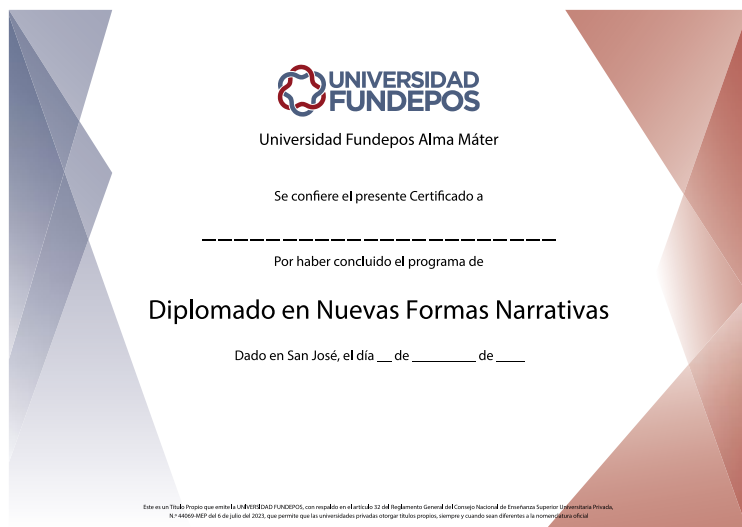 UNIVERSIDAD
FUNDEPOS
Universidad Fundepos Alma Máter
Se confiere el presente Certificado a
_ _ _ _ _ _ _ _ _ _ _ _ _ _ _ _ _ _ _ _ _ _
Por haber concluido el programa de
Diplomado en Nuevas Formas Narrativas
Dado en San José, el día __ de _________ de ____
Este es un Título Propio que emite la UNIVERSIDAD FUNDEPOS, con respaldo en el artículo 32 del Reglamento General del Consejo Nacional de Enseñanza Superior Universitaria Privada,
N.º 44069-MEP del 6 de julio del 2023, que permite que las universidades privadas otorgar títulos propios, siempre y cuando sean diferentes a la nomenclatura oficial